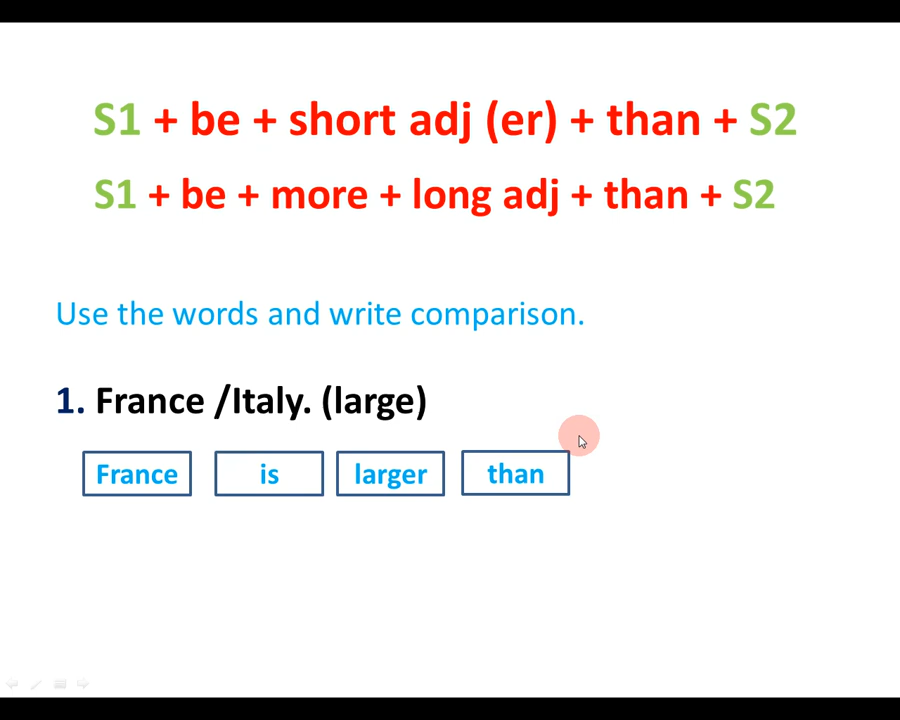 S1 + be + short adj (er) + than + S2
S1 + be + more + long adj + than + S2
Use the words and write comparison.
1. France /Italy. (large)
France is larger than